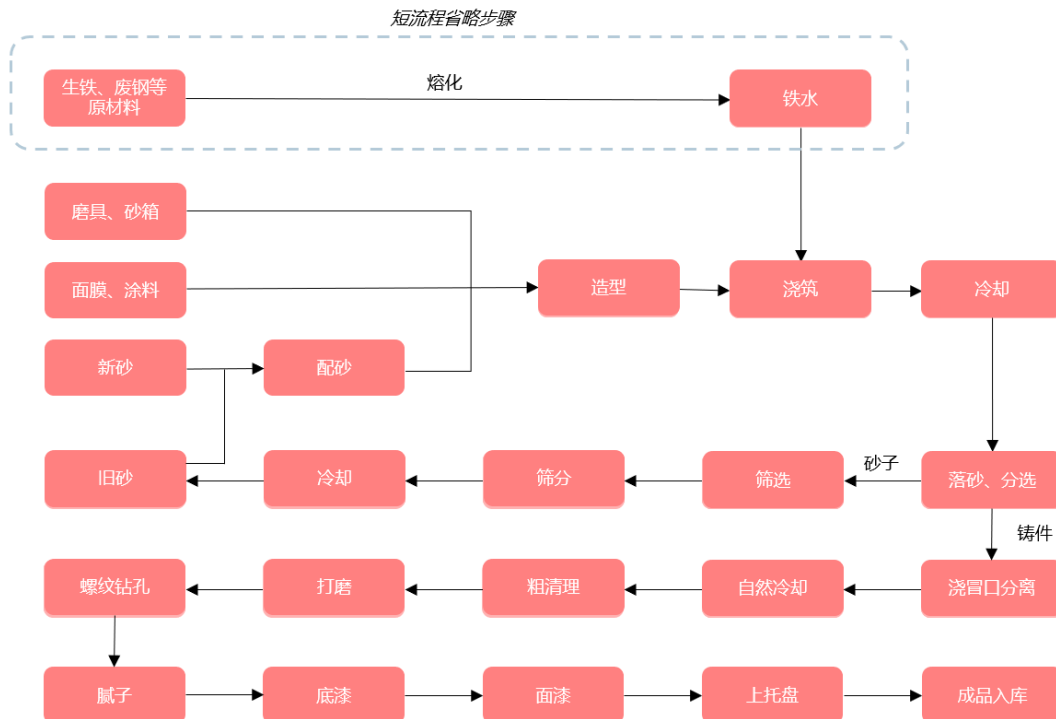 短流程省略步骤
生铁、废钢等
原材料
熔化
铁水
磨具、砂箱
面膜、涂料
造型
浇筑
冷却
新砂
配砂
旧砂
冷却
筛分
筛选
砂子
落砂、分选
铸件
螺纹钻孔
打磨
粗清理
自然冷却
浇冒口分离
腻子
底漆
面漆
上托盘
成品入库